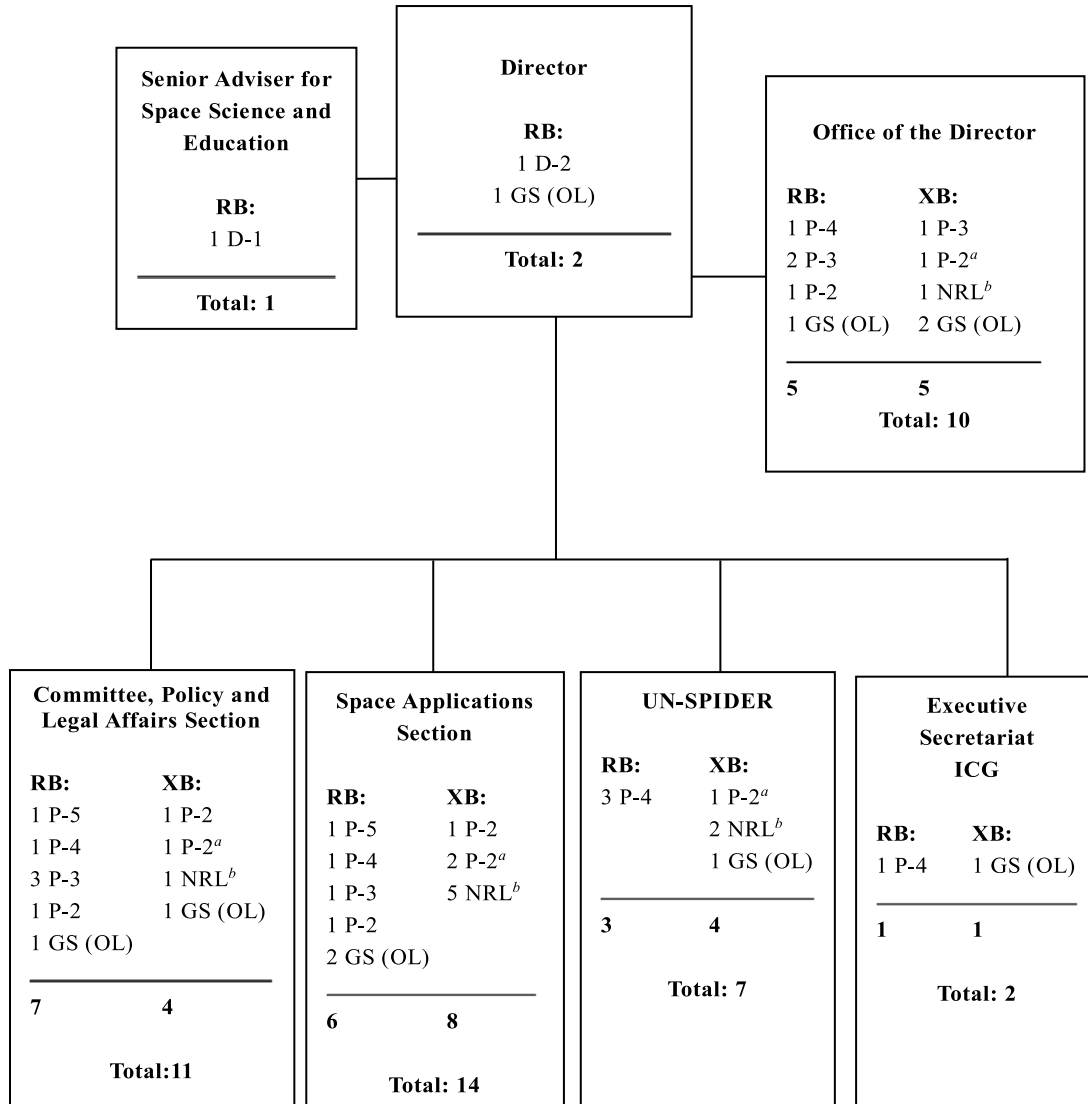 Senior Adviser for
Space Science and
Education
RB:
1 D-1
Total: 1
Director
RB:
1 D-2
1 GS (OL)
Total: 2
Office of the Director
RB: XB:
1 P-4 1 P-3
2 P-3 1 P-2a
1 P-2 1 NRLb
1 GS (OL) 2 GS (OL)
5 5
Total: 10
Committee, Policy and
Legal Affairs Section
RB: XB:
1 P-5 1 P-2
1 P-4 1 P-2a
3 P-3 1 NRLb
1 P-2 1 GS (OL)
1 GS (OL)
7 4
Total:11
Space Applications
Section
RB: XB:
1 P-5 1 P-2
1 P-4 2 P-2a
1 P-3 5 NRLb
1 P-2
2 GS (OL)
6 8
Total: 14
UN-SPIDER
RB: XB:
3 P-4 1 P-2a
2 NRLb
1 GS (OL)
3 4
Total: 7
Executive
Secretariat
ICG
RB: XB:
1 P-4 1 GS (OL)
1 1
Total: 2